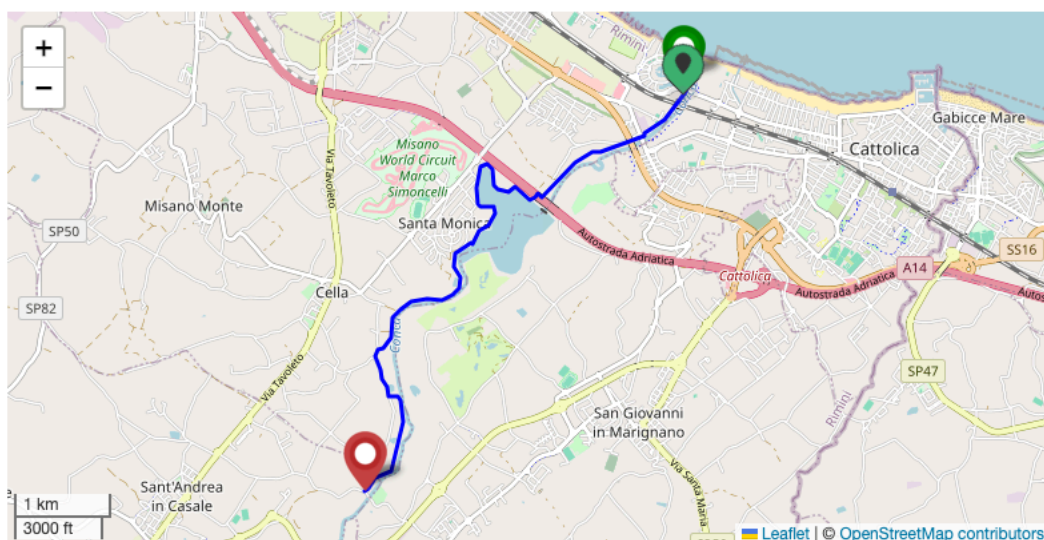 +
−
Rimini
Gabicce Mare
Cattolica
Via Tavoleto
Misano
World Circuit
Marco
Simoncelli
Misano Monte
Santa Monica
SP50
Autostrada Adriatica
SS16
A14
Cattolica
Autostrada Adriatica
Cella
SP82
Conca
SP47
Via Tavoleto
Rimini
San Giovanni
in Marignano
Via Santa Maria
Sant'Andrea
in Casale
1 km
3000 ft
Leaflet | © OpenStreetMap contributors